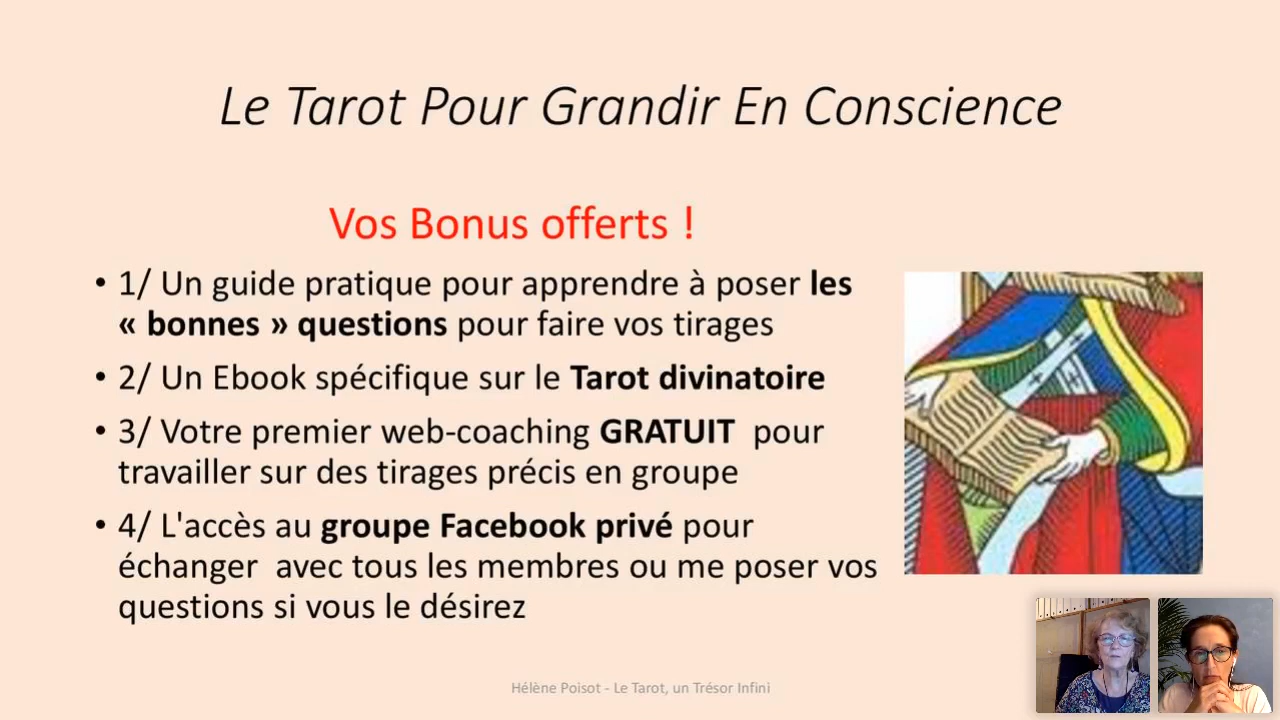 Le Tarot Pour Grandir En Conscience
Vos Bonus offerts !
• 1/ Un guide pratique pour apprendre à poser les
« bonnes » questions pour faire vos tirages
• 2/ Un Ebook spécifique sur le Tarot divinatoire
• 3/ Votre premier web-coaching GRATUIT  pour
travailler sur des tirages précis en groupe
• 4/ L'accès au groupe Facebook privé pour
échanger  avec tous les membres ou me poser vos
questions si vous le désirez
Hélène Poisot - Le Tarot, un Trésor Infini